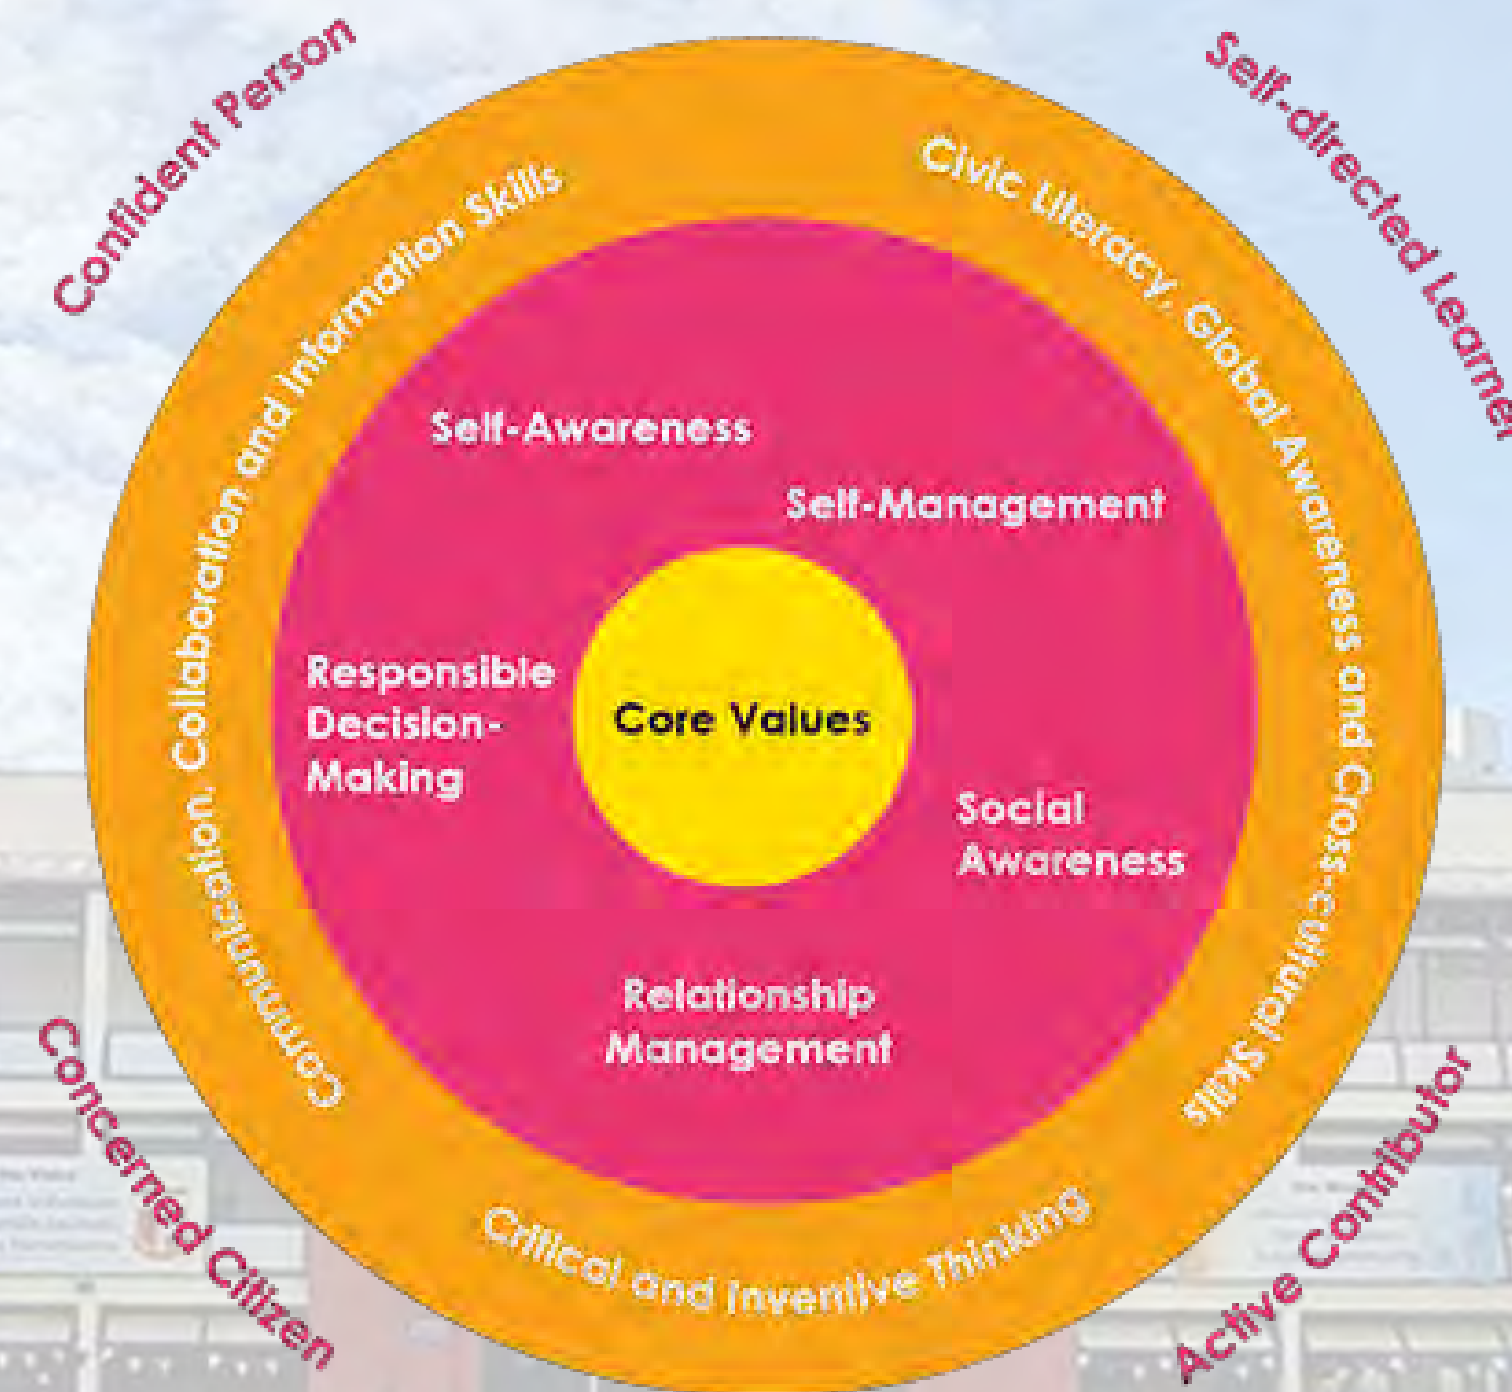 Confident Person
Self-directed Learner
Communication, Collaboration and Information Skills
Civic Literacy, Global Awareness and Cross-cultural Skills
Self-Awareness
Self-Management
Responsible
Decision-
Making
Core Values
Social
Awareness
Relationship
Management
Critical and Inventive Thinking
Concerned Citizen
Active Contributor